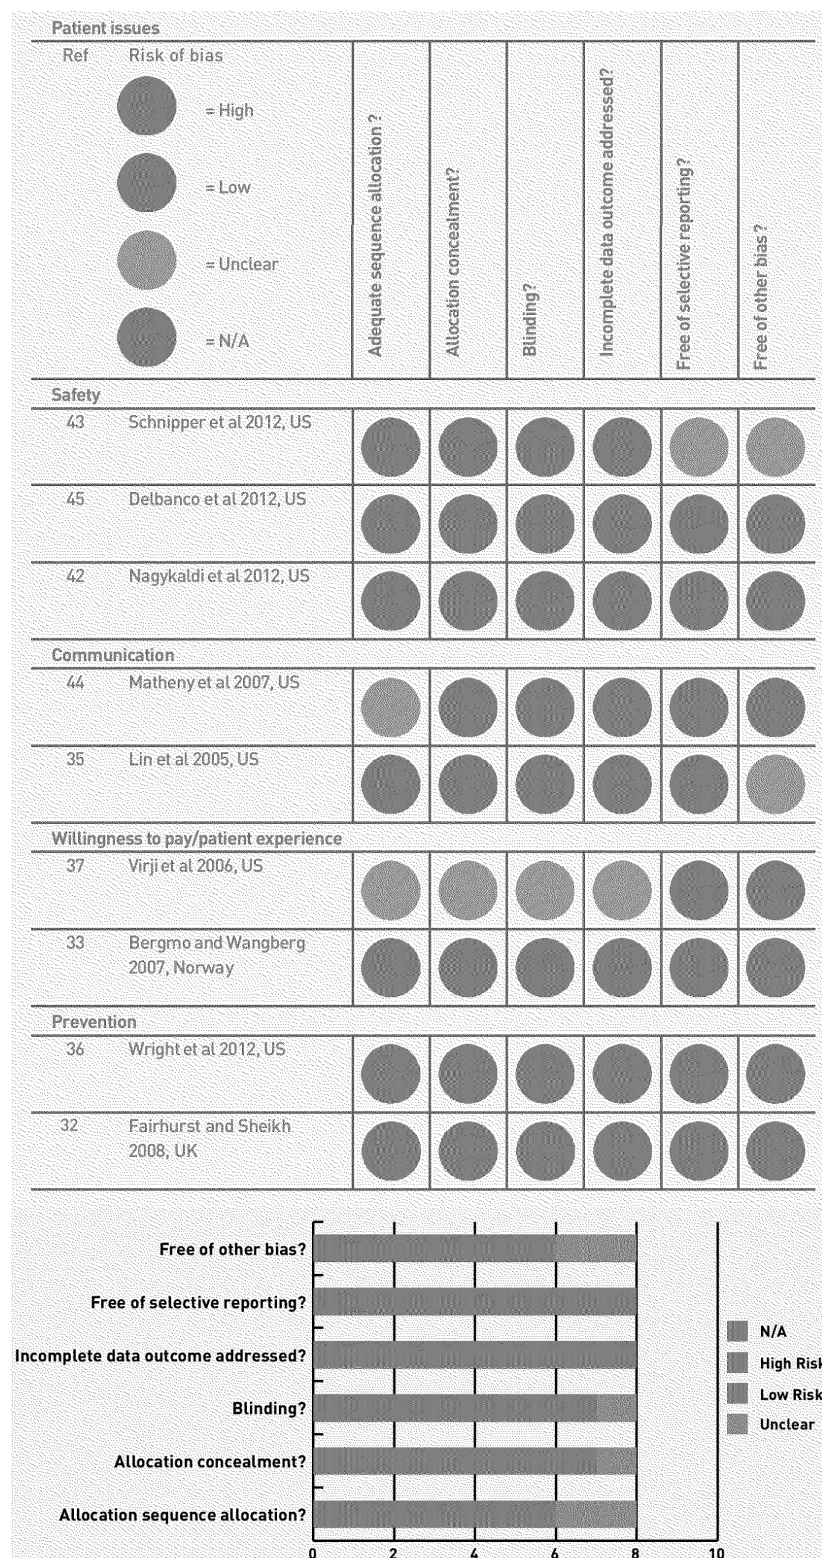 Patient issues
Ref Risk of bias
= High
= Low
= Unclear
= N/A
Adequate sequence allocation?
Allocation concealment?
Blinding?
Incomplete data outcome addressed?
Free of selective reporting?
Free of other bias?
Safety
43 Schnipper et al 2012, US
45 Delbanco et al 2012, US
42 Nagykaldi et al 2012, US
Communication
44 Matheny et al 2007, US
35 Lin et al 2005, US
Willingness to pay/patient experience
37 Virji et al 2006, US
33 Bergmo and Wangberg
2007, Norway
Prevention
36 Wright et al 2012, US
32 Fairhurst and Sheikh
2008, UK
Free of other bias?
Free of selective reporting?
Incomplete data outcome addressed?
Blinding?
Allocation concealment?
Allocation sequence allocation?
0 2 4 6 8 10
N/A
High Risk
Low Risk
Unclear